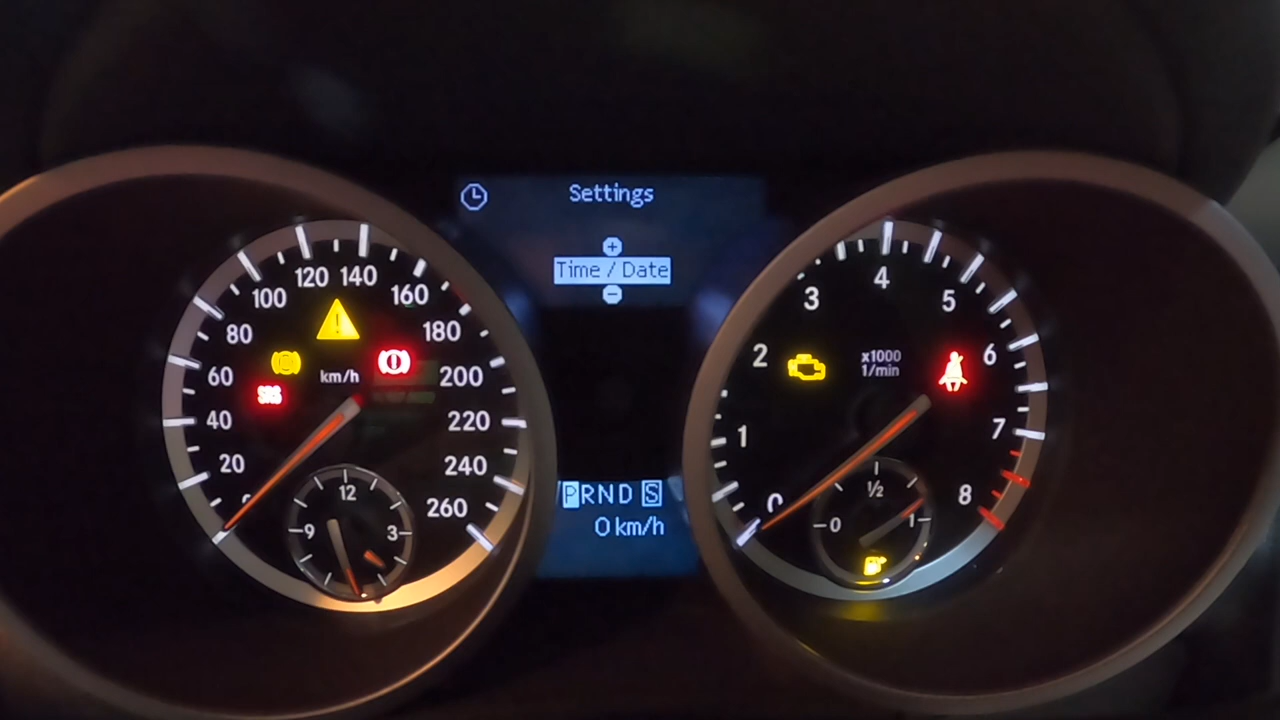 Settings
+
Time / Date
−
0 20 40 60 80 100 120 140 160 180 200 220 240 260
km/h
SRS
12
9 3
0 1 2 3 4 5 6 7 8
x1000
1/min
½
0 1
PRND S
0 km/h